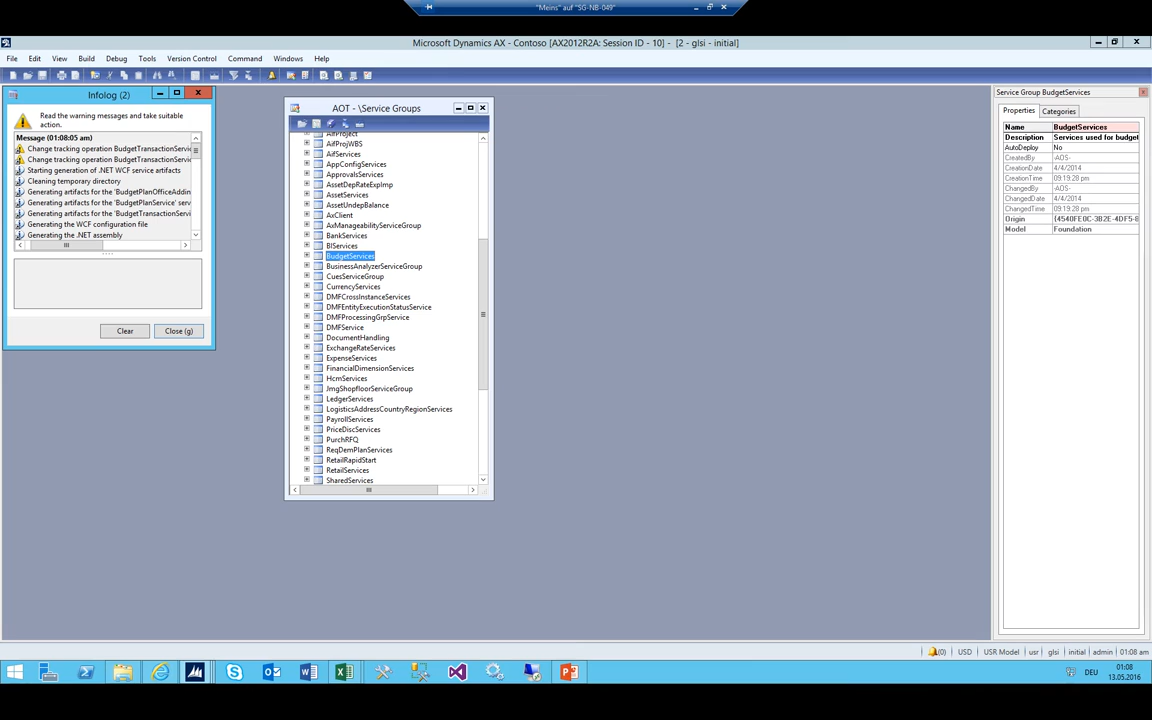 "Meins" auf "SG-NB-049"
Microsoft Dynamics AX - Contoso [AX2012R2A: Session ID - 10] - [2 - glsi - initial]
File Edit View Build Debug Tools Version Control Command Windows Help
Infolog (2)
Read the warning messages and take suitable
action.
Message (01:08:05 am)
Change tracking operation BudgetTransactionServic
Change tracking operation BudgetTransactionServic
Starting generation of .NET WCF service artifacts
Cleaning temporary directory
Generating artifacts for the 'BudgetPlanOfficeAddin
Generating artifacts for the 'BudgetPlanService' serv
Generating artifacts for the 'BudgetTransactionServi
Generating the WCF configuration file
Generating the .NET assembly
Clear
Close (g)
AOT - \Service Groups
AifProject
AifProjWBS
AifServices
AppConfigServices
ApprovalsServices
AssetDepRateExpImp
AssetServices
AssetUndepBalance
AxClient
AxManageabilityServiceGroup
BankServices
BIServices
BudgetServices
BusinessAnalyzerServiceGroup
CuesServiceGroup
CurrencyServices
DMFCrossInstanceServices
DMFEntityExecutionStatusService
DMFProcessingGrpService
DMFService
DocumentHandling
ExchangeRateServices
ExpenseServices
FinancialDimensionServices
HcmServices
JmgShopfloorServiceGroup
LedgerServices
LogisticsAddressCountryRegionServices
PayrollServices
PriceDiscServices
PurchRFQ
ReqDemPlanServices
RetailRapidStart
RetailServices
SharedServices
Service Group BudgetServices
Properties Categories
Name BudgetServices
Description Services used for budget
AutoDeploy No
CreatedBy -AOS-
CreationDate 4/4/2014
CreationTime 09:19:28 pm
ChangedBy -AOS-
ChangedDate 4/4/2014
ChangedTime 09:19:28 pm
Origin {4540FE0C-3B2E-4DF5-8
Model Foundation
(0) USD USR Model usr glsi initial admin 01:08 am
DEU
01:08
13.05.2016